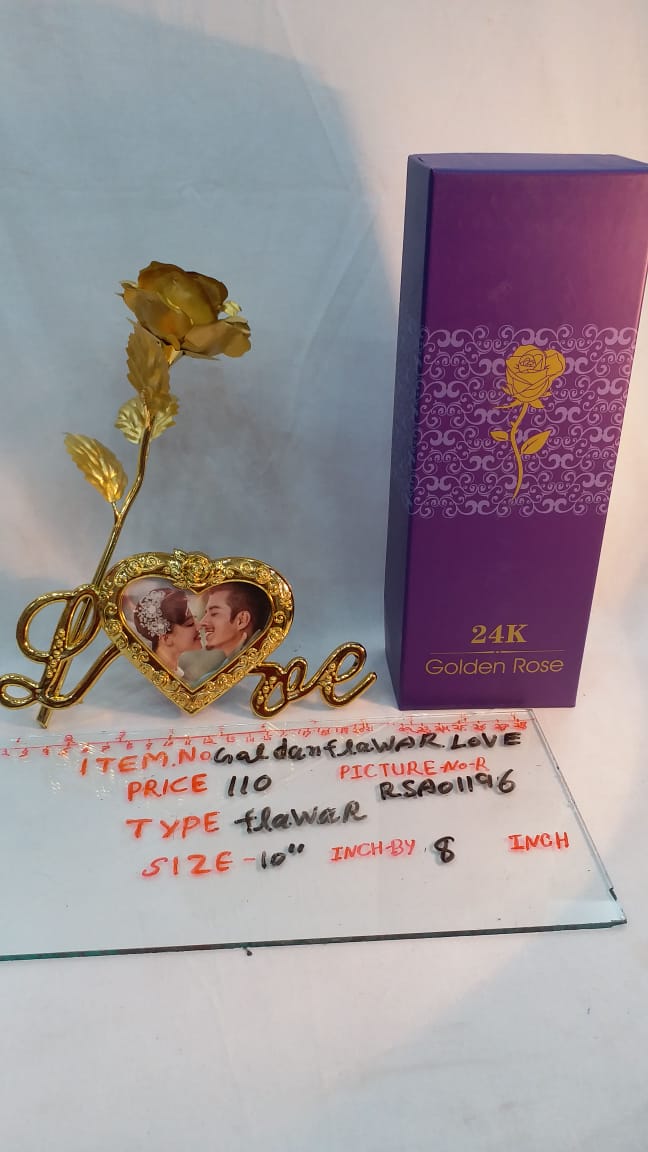 Love
24K
Golden Rose
ITEM.No GaldanflaWAR.LOVE
PRICE 110 PICTURE-No-R
RSA01196
TYPE flaWaR
SIZE-10" INCH-BY 8 INCH